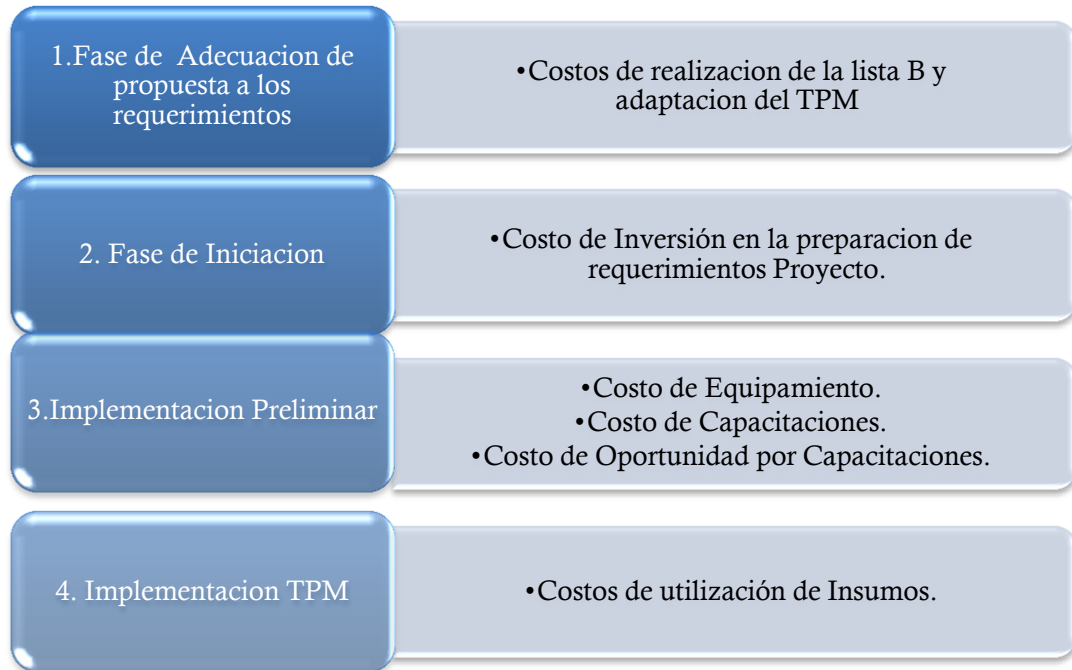 1.Fase de Adecuacion de
propuesta a los
requerimientos
•Costos de realizacion de la lista B y
adaptacion del TPM
2. Fase de Iniciacion
•Costo de Inversión en la preparacion de
requerimientos Proyecto.
3.Implementacion Preliminar
•Costo de Equipamiento.
•Costo de Capacitaciones.
•Costo de Oportunidad por Capacitaciones.
4. Implementacion TPM
•Costos de utilización de Insumos.